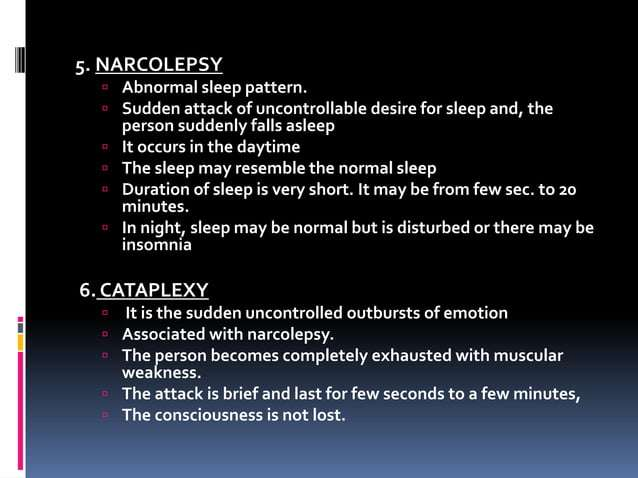 5. NARCOLEPSY
Abnormal sleep pattern.
Sudden attack of uncontrollable desire for sleep and, the
person suddenly falls asleep
It occurs in the daytime
The sleep may resemble the normal sleep
Duration of sleep is very short. It may be from few sec. to 20
minutes.
In night, sleep may be normal but is disturbed or there may be
insomnia
6. CATAPLEXY
It is the sudden uncontrolled outbursts of emotion
Associated with narcolepsy.
The person becomes completely exhausted with muscular
weakness.
The attack is brief and last for few seconds to a few minutes,
The consciousness is not lost.